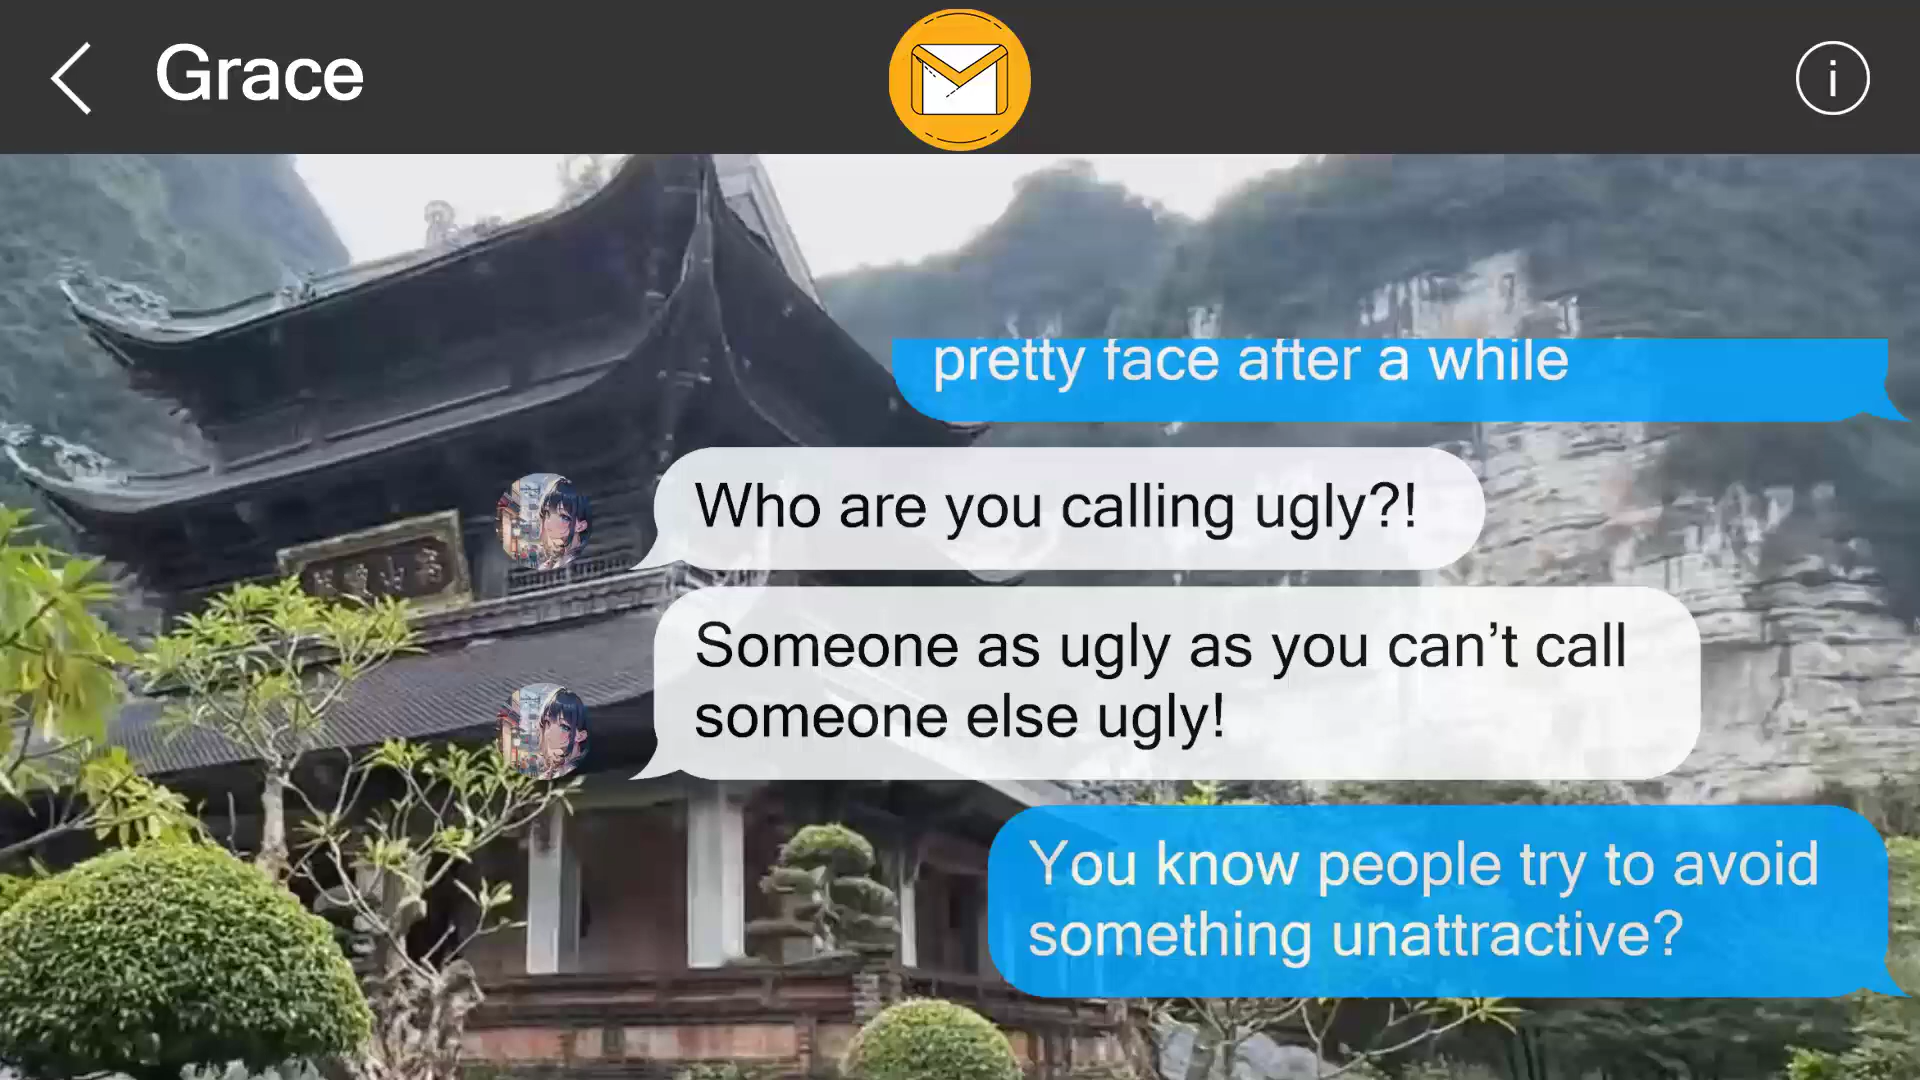 Grace
pretty face after a while
Who are you calling ugly?!
Someone as ugly as you can’t call
someone else ugly!
You know people try to avoid
something unattractive?